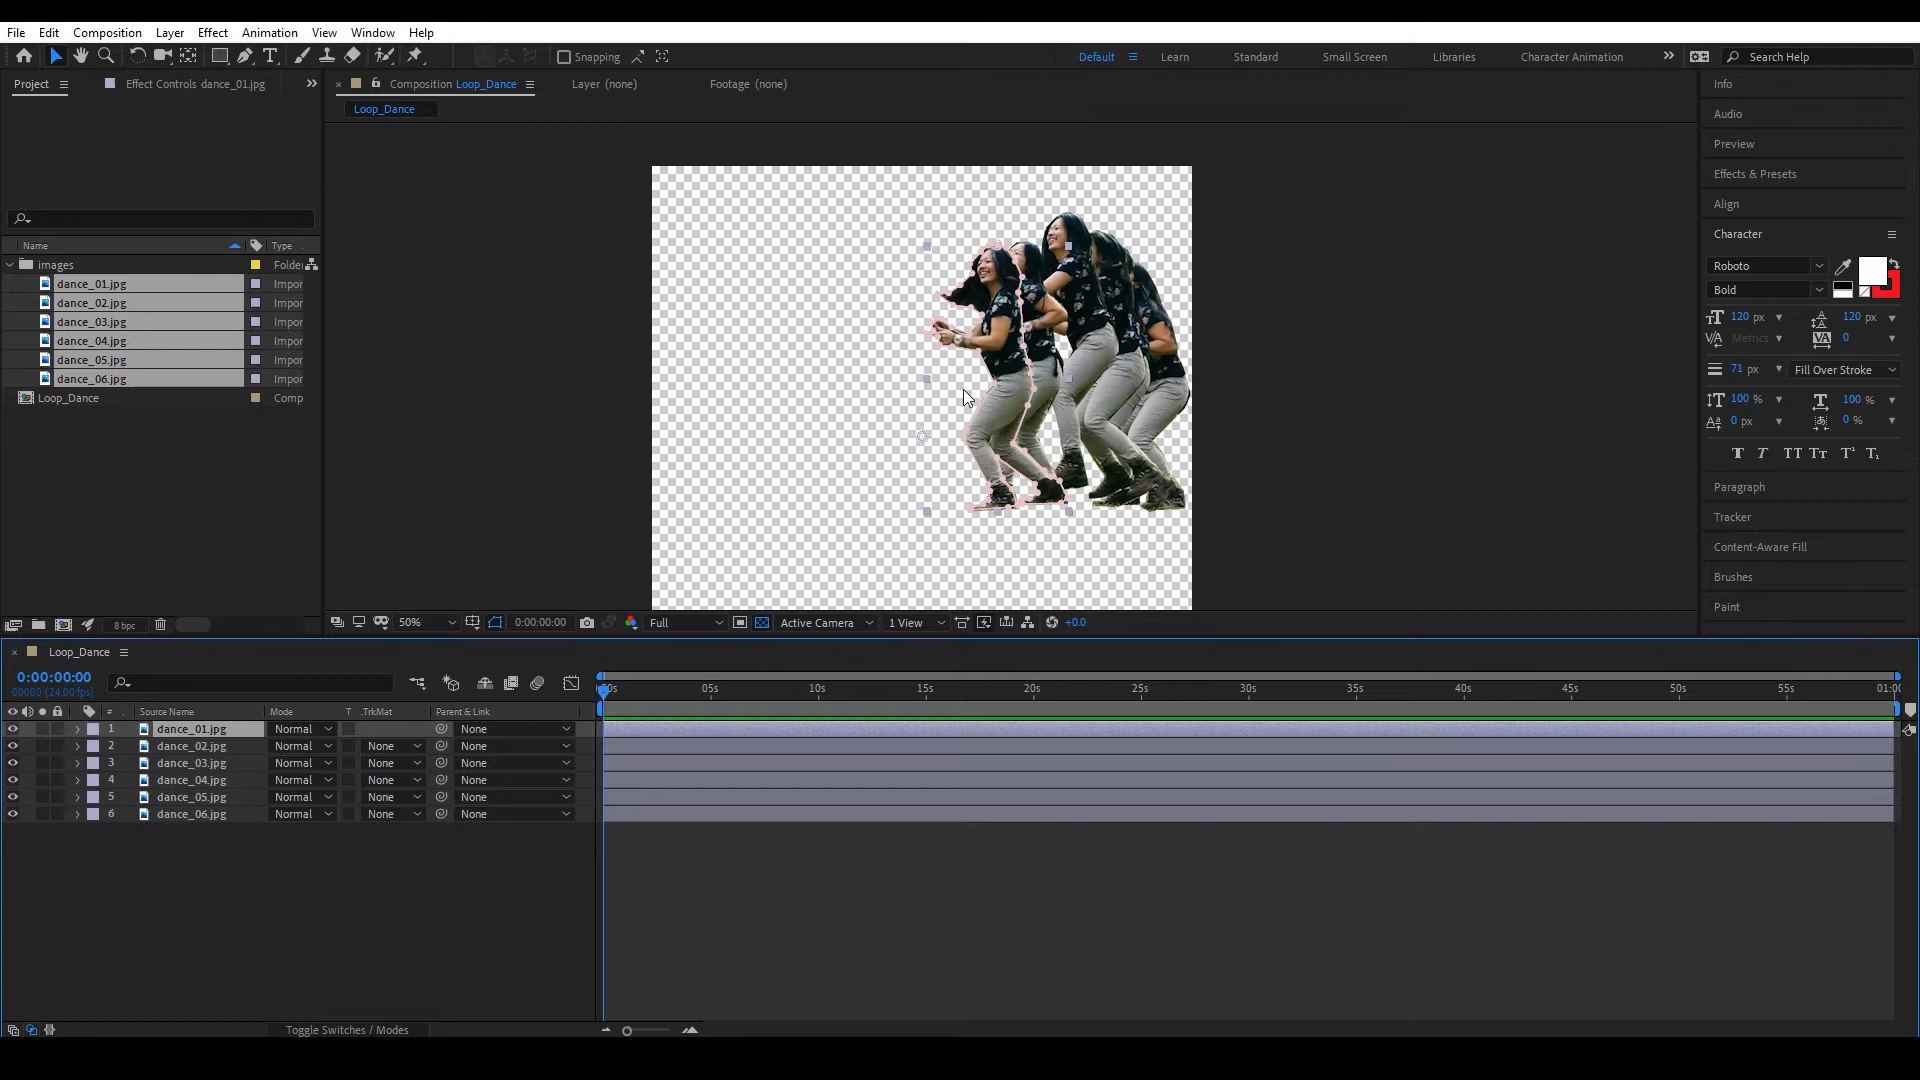 File Edit Composition Layer Effect Animation View Window Help
Snapping Default Learn Standard Small Screen Libraries Character Animation Search Help
Project Effect Controls dance_01.jpg Composition Loop_Dance Layer (none) Footage (none)
Loop_Dance
Name Type
images Folder
dance_01.jpg Impor
dance_02.jpg Impor
dance_03.jpg Impor
dance_04.jpg Impor
dance_05.jpg Impor
dance_06.jpg Impor
Loop_Dance Comp
8 bpc
50% 0:00:00:00 Full Active Camera 1 View +0.0
Info
Audio
Preview
Effects & Presets
Align
Character
Roboto
Bold
120 px 120 px
Metrics 0
71 px Fill Over Stroke
100 % 100 %
0 px 0 %
T T TT Tt T¹ T₁
Paragraph
Tracker
Content-Aware Fill
Brushes
Paint
Loop_Dance
0:00:00:00
00000 (24.00 fps)
00s 05s 10s 15s 20s 25s 30s 35s 40s 45s 50s 55s 01:00
# Source Name Mode T .TrkMat Parent & Link
1 dance_01.jpg Normal None
2 dance_02.jpg Normal None None
3 dance_03.jpg Normal None None
4 dance_04.jpg Normal None None
5 dance_05.jpg Normal None None
6 dance_06.jpg Normal None None
Toggle Switches / Modes